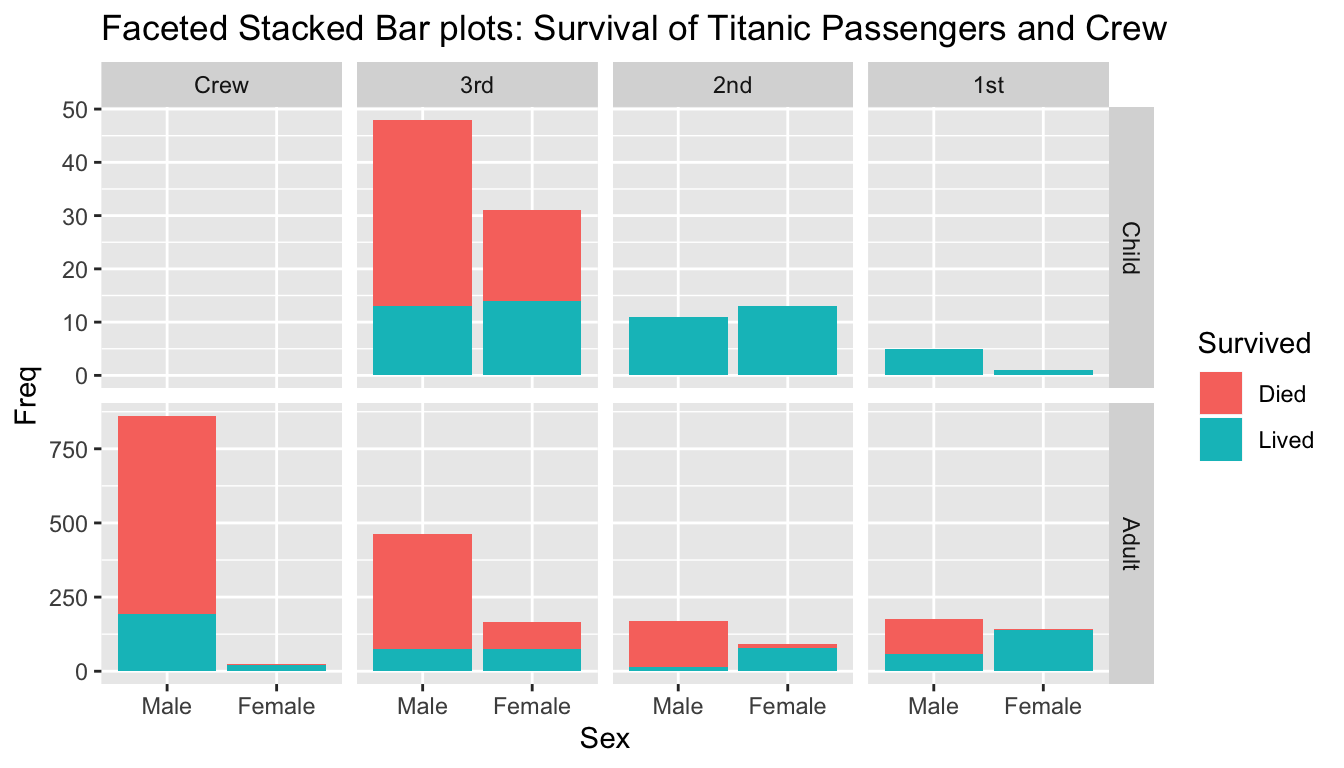 Faceted Stacked Bar plots: Survival of Titanic Passengers and Crew
Crew
3rd
2nd
1st
50
40
30
20
10
0
Child
750
500
250
0
Adult
Freq
Male
Female
Male
Female
Male
Female
Male
Female
Sex
Survived
Died
Lived